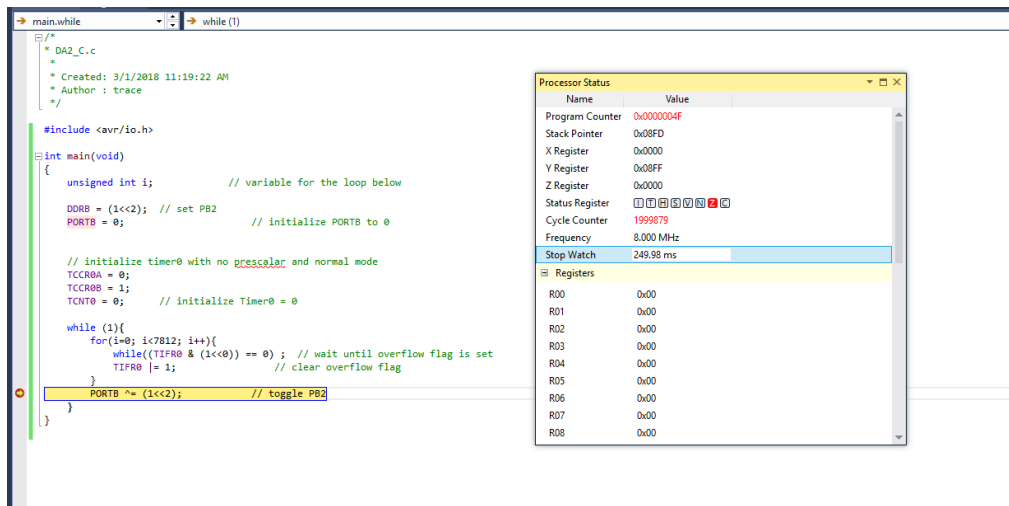 main.while while (1)
/*
* DA2_C.c
*
* Created: 3/1/2018 11:19:22 AM
* Author : trace
*/
#include <avr/io.h>
int main(void)
{
unsigned int i; // variable for the loop below
DDRB = (1<<2); // set PB2
PORTB = 0; // initialize PORTB to 0
// initialize timer0 with no prescalar and normal mode
TCCR0A = 0;
TCCR0B = 1;
TCNT0 = 0; // initialize Timer0 = 0
while (1){
for(i=0; i<7812; i++){
while((TIFR0 & (1<<0)) == 0) ; // wait until overflow flag is set
TIFR0 |= 1; // clear overflow flag
}
PORTB ^= (1<<2); // toggle PB2
}
}
Processor Status
Name Value
Program Counter 0x0000004F
Stack Pointer 0x08FD
X Register 0x0000
Y Register 0x08FF
Z Register 0x0000
Status Register I T H S V N Z C
Cycle Counter 1999879
Frequency 8.000 MHz
Stop Watch 249.98 ms
Registers
R00 0x00
R01 0x00
R02 0x00
R03 0x00
R04 0x00
R05 0x00
R06 0x00
R07 0x00
R08 0x00